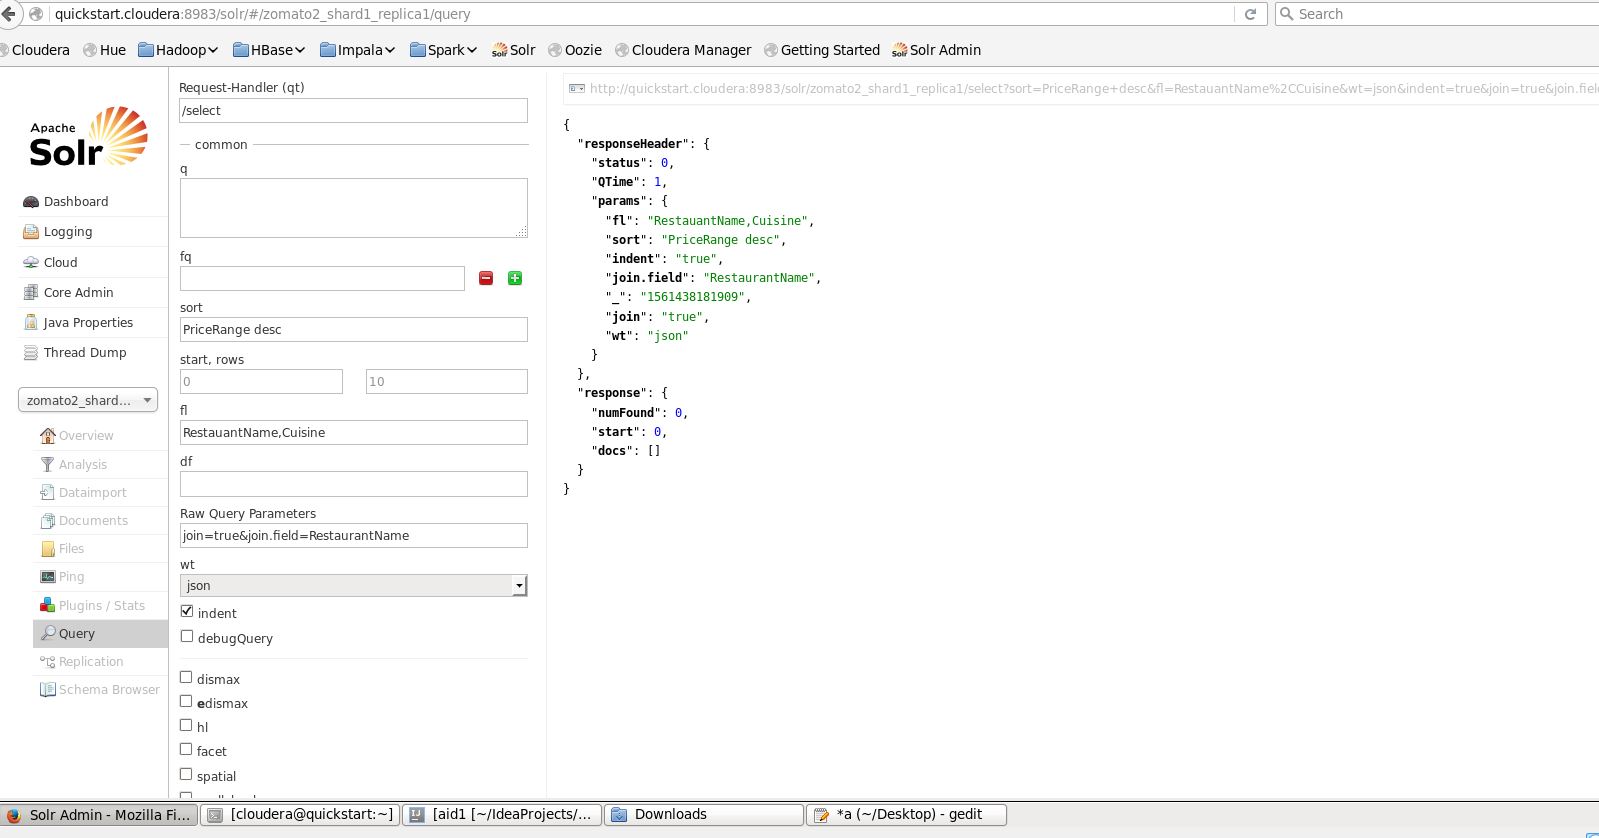 quickstart.cloudera:8983/solr/#/zomato2_shard1_replica1/query
Search
Cloudera Hue Hadoop HBase Impala Spark Solr Oozie Cloudera Manager Getting Started Solr Admin
Apache
Solr
Dashboard
Logging
Cloud
Core Admin
Java Properties
Thread Dump
zomato2_shard...
Overview
Analysis
Dataimport
Documents
Files
Ping
Plugins / Stats
Query
Replication
Schema Browser
Request-Handler (qt)
/select
common
q
fq
sort
PriceRange desc
start, rows
0 10
fl
RestauantName,Cuisine
df
Raw Query Parameters
join=true&join.field=RestaurantName
wt
json
indent
debugQuery
dismax
edismax
hl
facet
spatial
http://quickstart.cloudera:8983/solr/zomato2_shard1_replica1/select?sort=PriceRange+desc&fl=RestauantName%2CCuisine&wt=json&indent=true&join=true&join.fiel
{
"responseHeader": {
"status": 0,
"QTime": 1,
"params": {
"fl": "RestauantName,Cuisine",
"sort": "PriceRange desc",
"indent": "true",
"join.field": "RestaurantName",
"_": "1561438181909",
"join": "true",
"wt": "json"
}
},
"response": {
"numFound": 0,
"start": 0,
"docs": []
}
}
Solr Admin - Mozilla Fi...
[cloudera@quickstart:~]
[aid1 [~/IdeaProjects/...
Downloads
*a (~/Desktop) - gedit